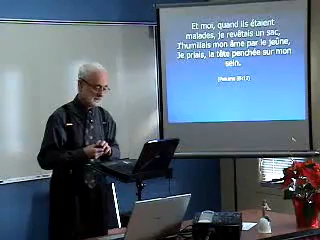 Et moi, quand ils étaient
malades, je revêtais un sac,
J'humiliais mon âme par le jeûne,
Je priais, la tête penchée sur mon
sein.
(Psaume